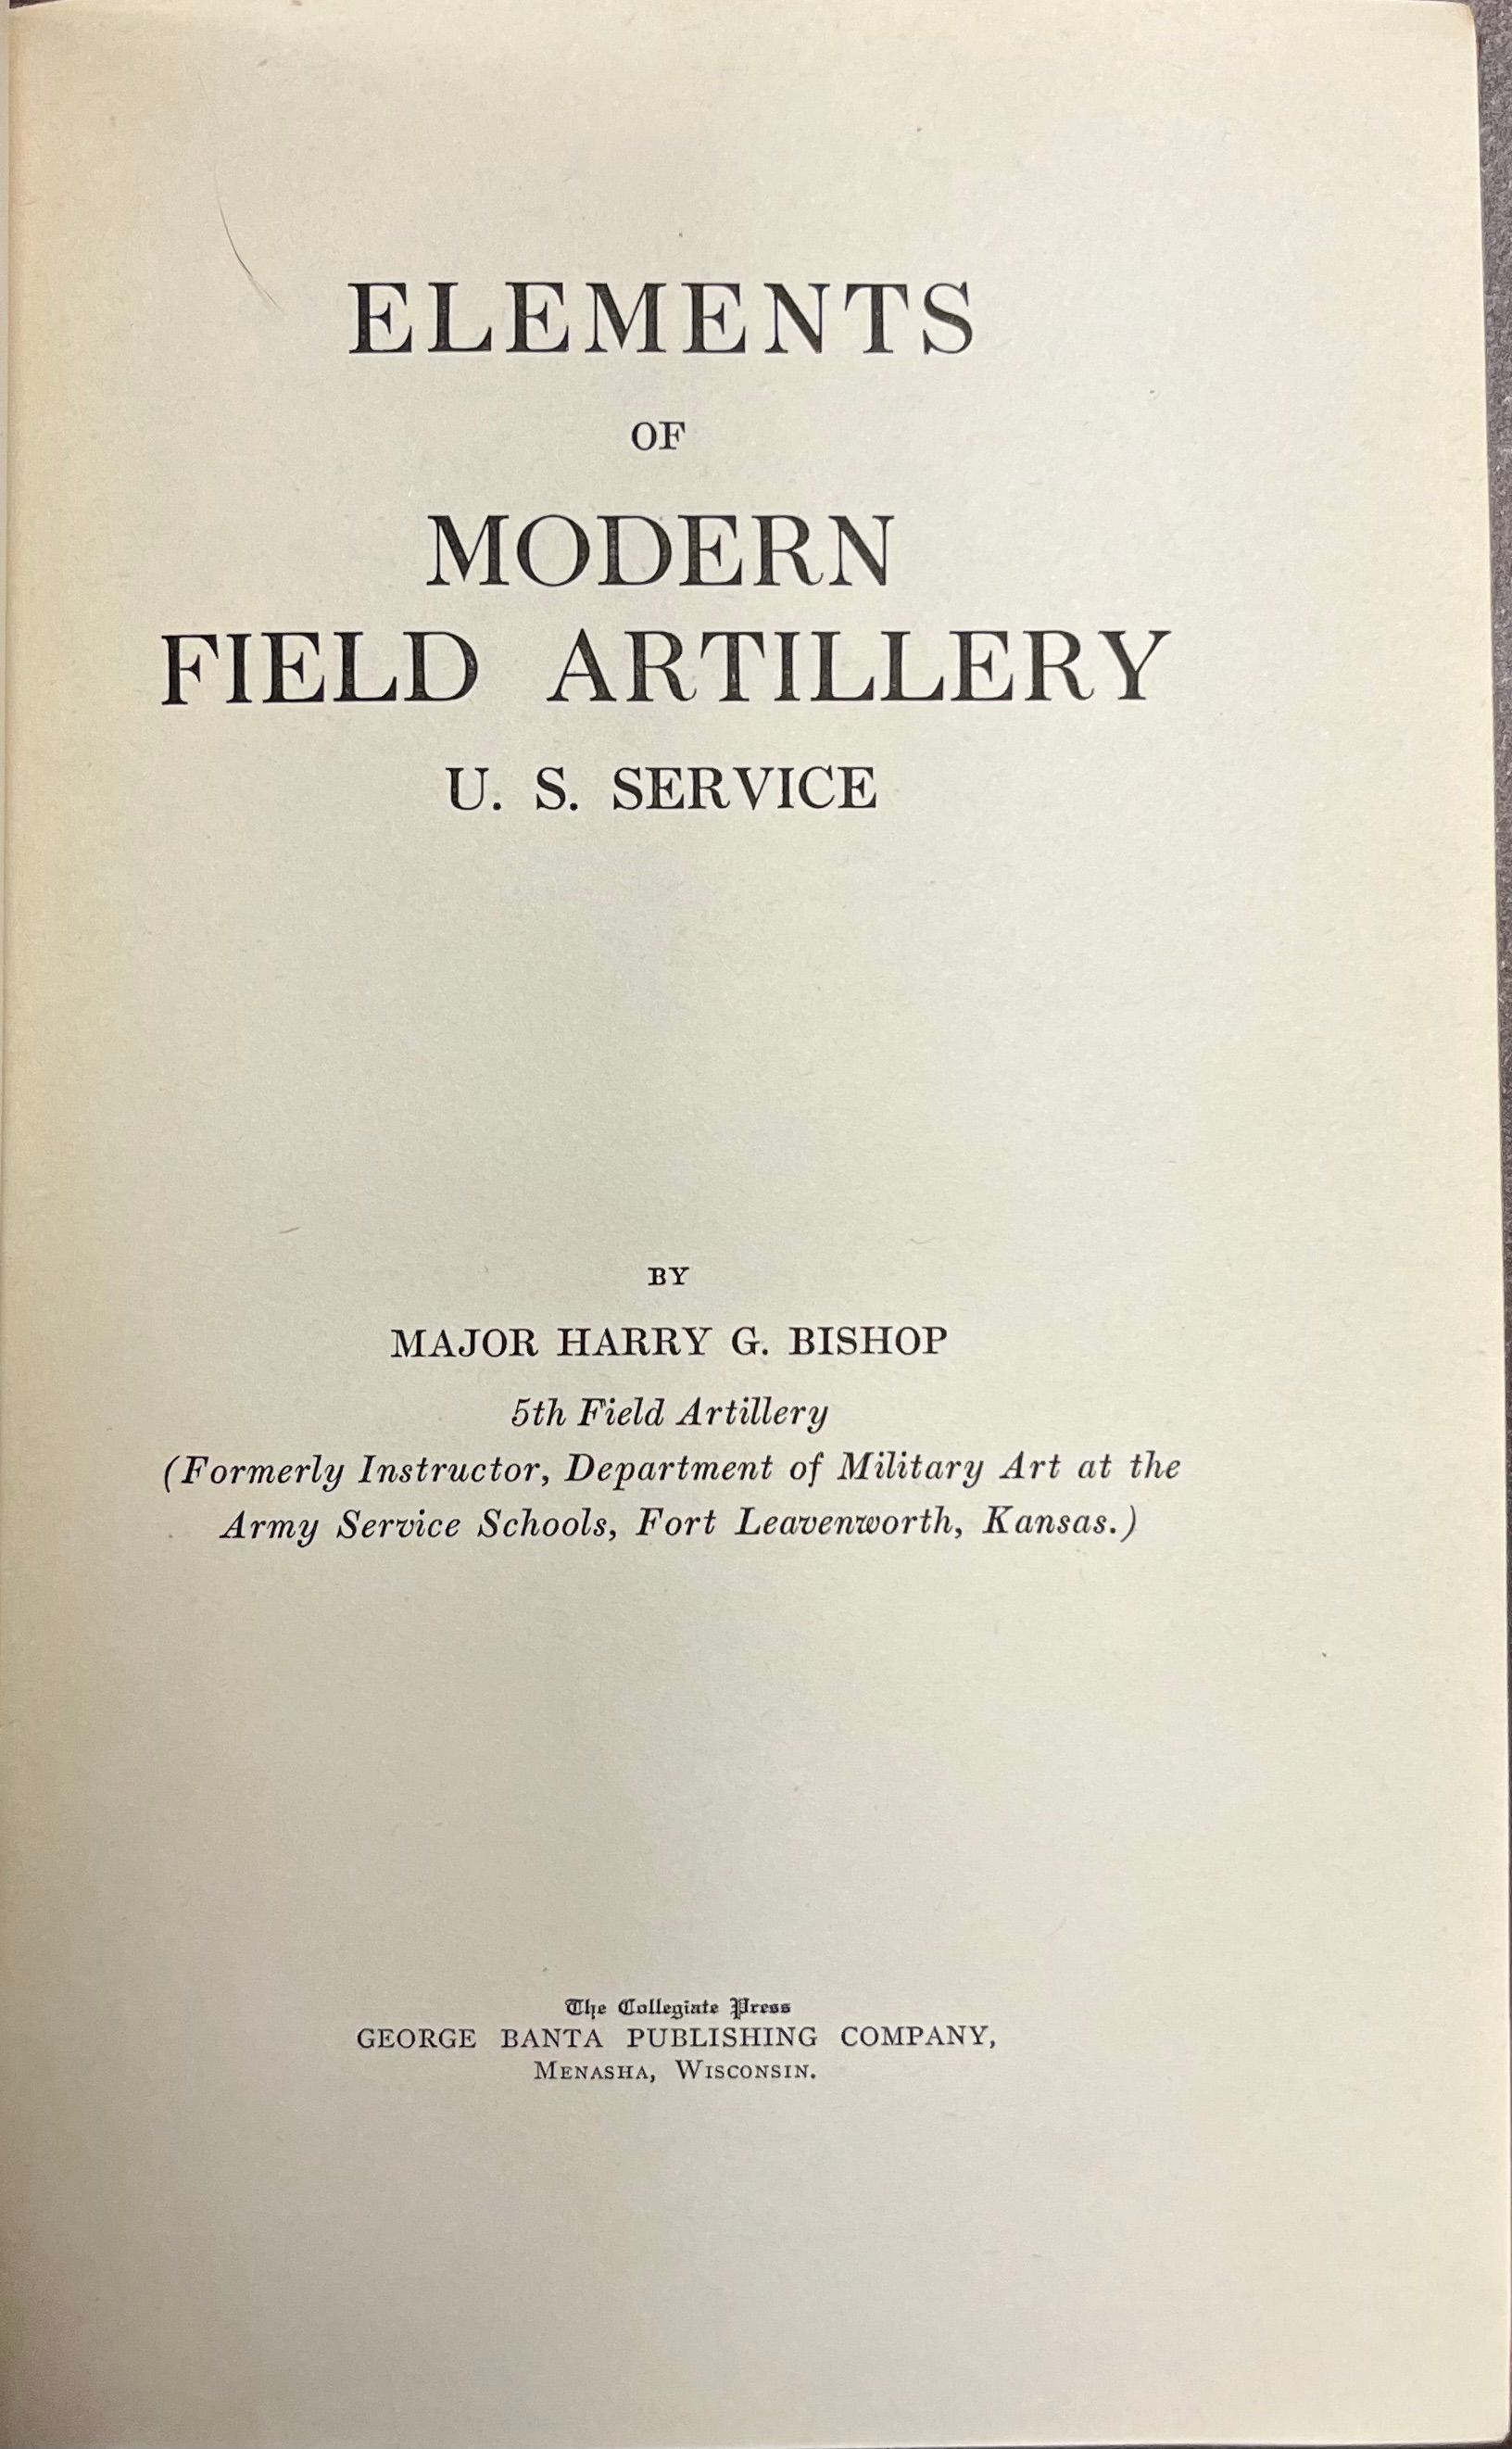 ELEMENTS
OF
MODERN
FIELD ARTILLERY
U. S. SERVICE
BY
MAJOR HARRY G. BISHOP
5th Field Artillery
(Formerly Instructor, Department of Military Art at the
Army Service Schools, Fort Leavenworth, Kansas.)
The Collegiate Press
GEORGE BANTA PUBLISHING COMPANY,
MENASHA, WISCONSIN.